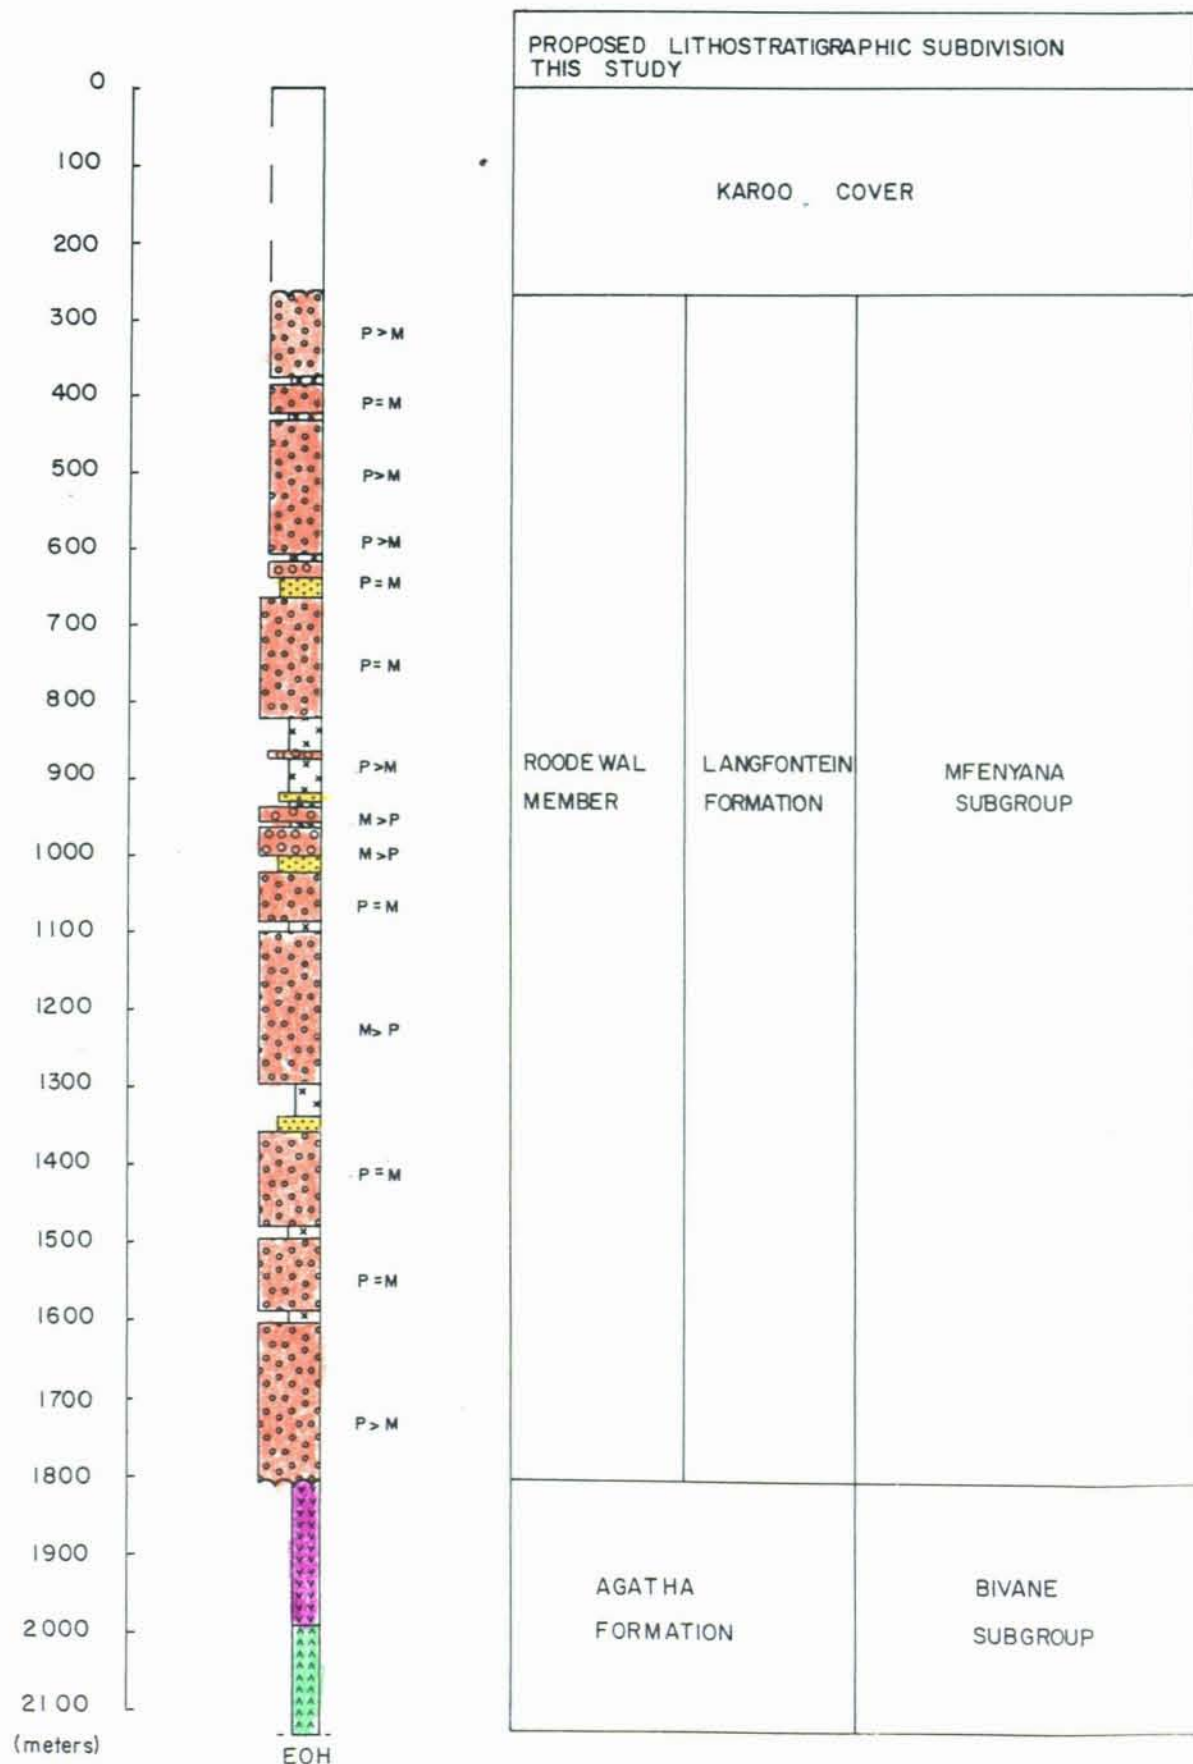 PROPOSED LITHOSTRATIGRAPHIC SUBDIVISION
THIS STUDY
0
100
200
300
400
500
600
700
800
900
1000
1100
1200
1300
1400
1500
1600
1700
1800
1900
2000
2100
(meters)
EOH
P>M
P=M
P>M
P>M
P=M
P=M
P>M
M>P
M>P
P=M
M>P
P=M
P=M
P>M
KAROO COVER
ROODEWAL
MEMBER
LANGFONTEIN
FORMATION
MFENYANA
SUBGROUP
AGATHA
FORMATION
BIVANE
SUBGROUP